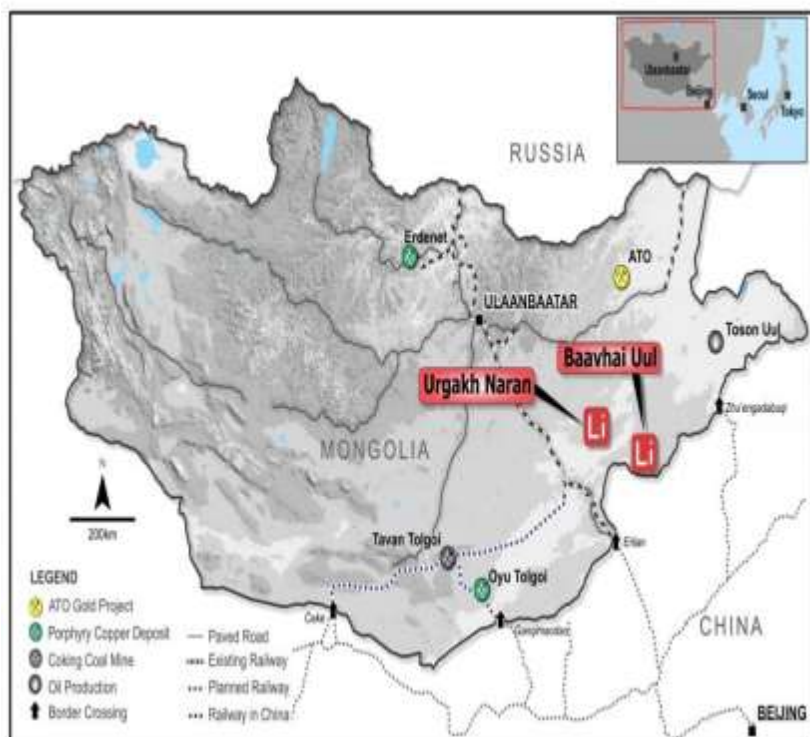 Ulaanbaatar
Beijing
Seoul
Tokyo
RUSSIA
Erdenet
ATO
ULAANBAATAR
Toson Uul
Baavhai Uul
Urgakh Naran
Li
Li
MONGOLIA
N
200km
Tavan Tolgoi
Oyu Tolgoi
Erlian
Ceke
CHINA
BEIJING
LEGEND
ATO Gold Project
Porphyry Copper Deposit
Coking Coal Mine
Oil Production
Border Crossing
Paved Road
Existing Railway
Planned Railway
Railway in China